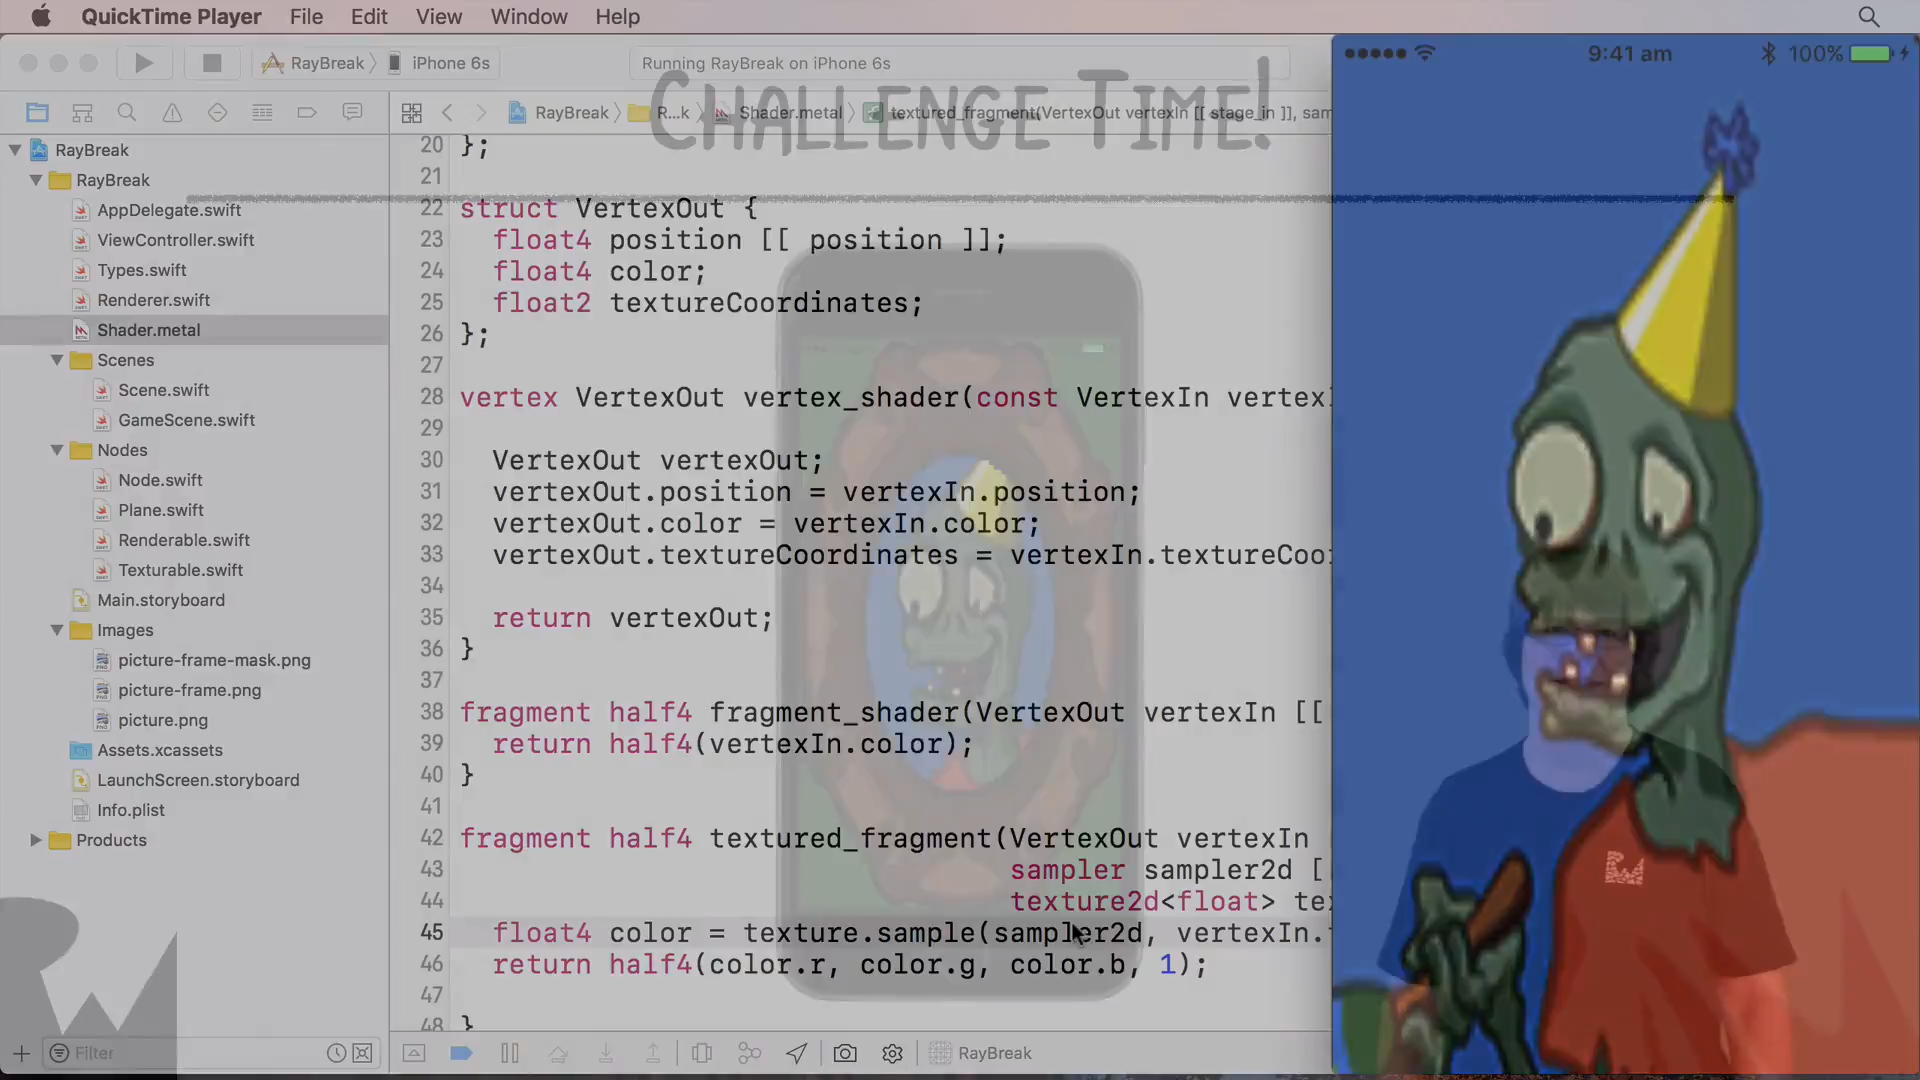 QuickTime Player File Edit View Window Help
RayBreak iPhone 6s Running RayBreak on iPhone 6s
9:41 am 100%
CHALLENGE TIME!
RayBreak R...k Shader.metal textured_fragment(VertexOut vertexIn [[ stage_in ]], sam
RayBreak
RayBreak
AppDelegate.swift
ViewController.swift
Types.swift
Renderer.swift
Shader.metal
Scenes
Scene.swift
GameScene.swift
Nodes
Node.swift
Plane.swift
Renderable.swift
Texturable.swift
Main.storyboard
Images
picture-frame-mask.png
picture-frame.png
picture.png
Assets.xcassets
LaunchScreen.storyboard
Info.plist
Products
Filter
20 };
21
22 struct VertexOut {
23 float4 position [[ position ]];
24 float4 color;
25 float2 textureCoordinates;
26 };
27
28 vertex VertexOut vertex_shader(const VertexIn vertexI
29
30 VertexOut vertexOut;
31 vertexOut.position = vertexIn.position;
32 vertexOut.color = vertexIn.color;
33 vertexOut.textureCoordinates = vertexIn.textureCoo
34
35 return vertexOut;
36 }
37
38 fragment half4 fragment_shader(VertexOut vertexIn [[
39 return half4(vertexIn.color);
40 }
41
42 fragment half4 textured_fragment(VertexOut vertexIn [
43 sampler sampler2d [
44 texture2d<float> te
45 float4 color = texture.sample(sampler2d, vertexIn.
46 return half4(color.r, color.g, color.b, 1);
47
48 }
RayBreak